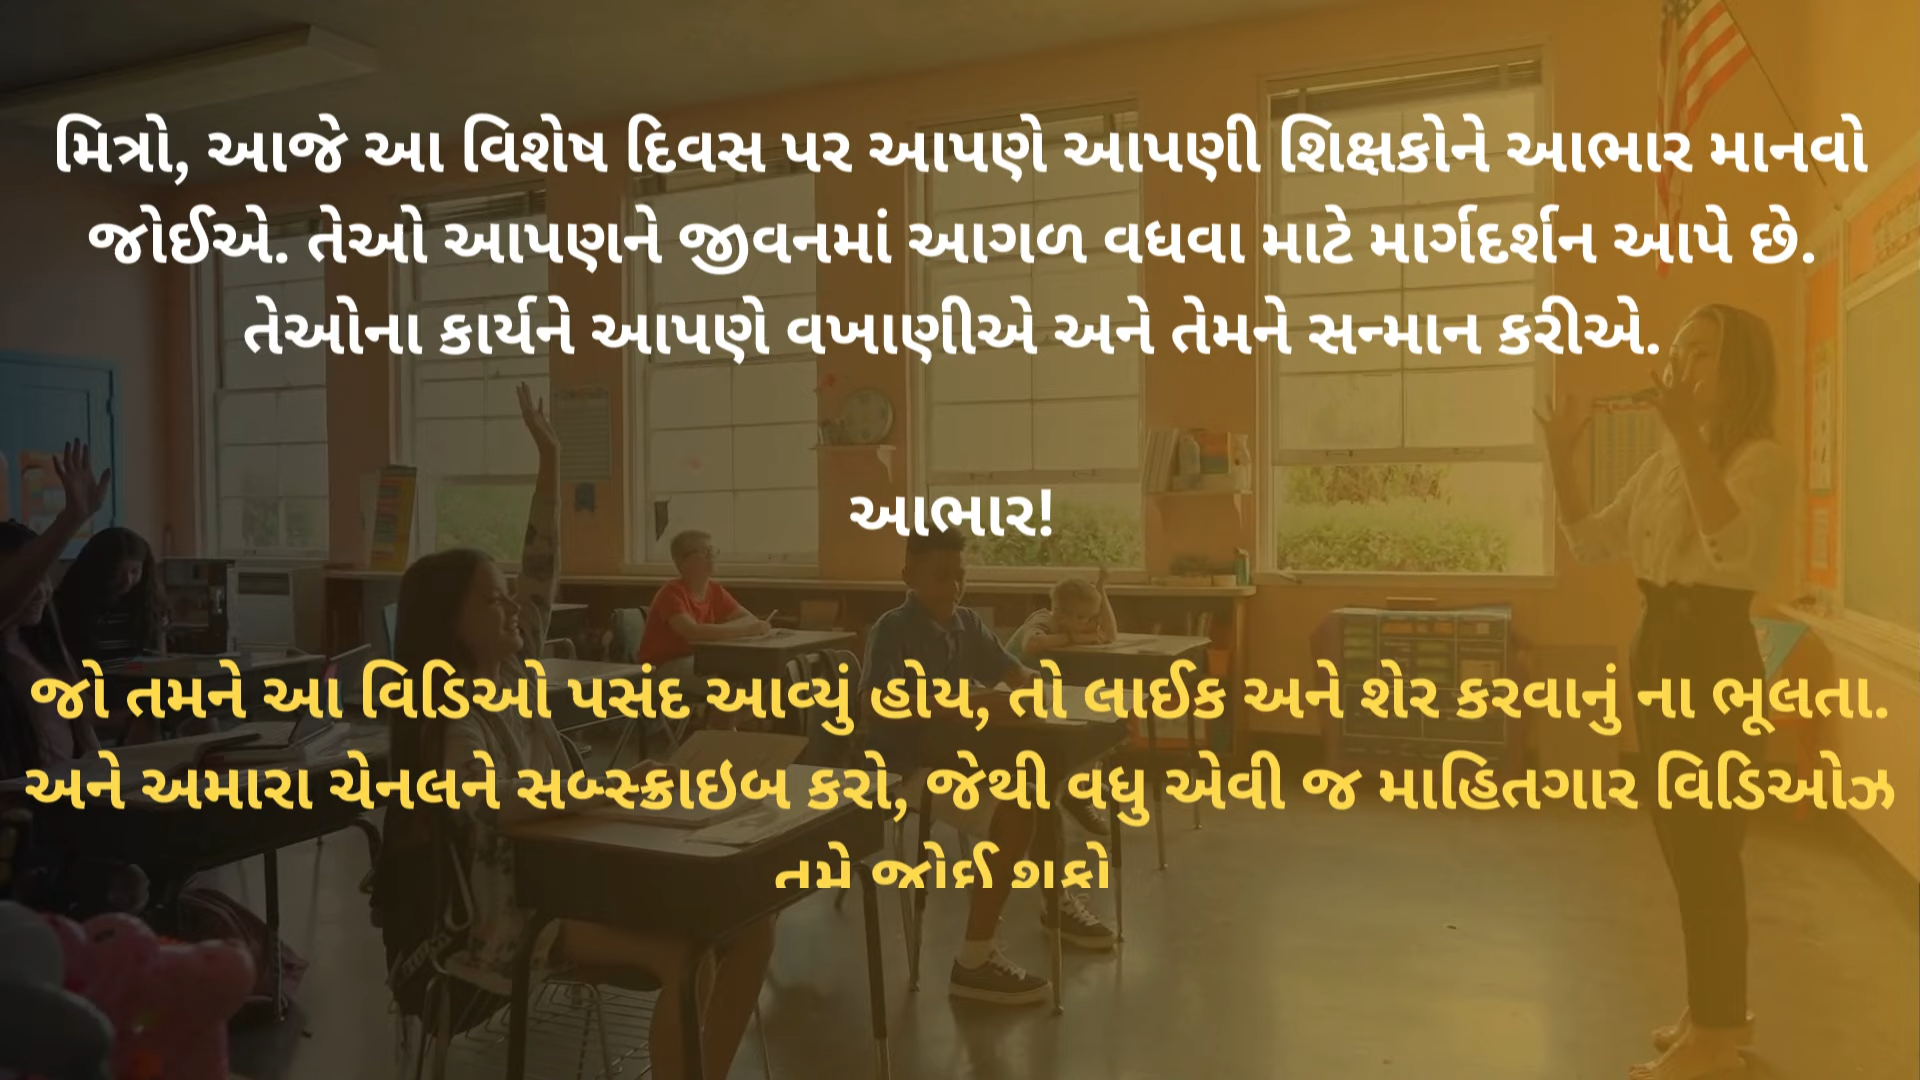 મિત્રો, આજે આ વિશેષ દિવસ પર આપણે આપણી શિક્ષકોને આભાર માનવો
જોઈએ. તેઓ આપણને જીવનમાં આગળ વધવા માટે માર્ગદર્શન આપે છે.
તેઓના કાર્યને આપણે વખાણીએ અને તેમને સન્માન કરીએ.
આભાર!
જો તમને આ વિડિઓ પસંદ આવ્યું હોય, તો લાઈક અને શેર કરવાનું ના ભૂલતા.
અને અમારા ચેનલને સબ્સ્ક્રાઇબ કરો, જેથી વધુ એવી જ માહિતગાર વિડિઓઝ
તમે જોઈ શકો